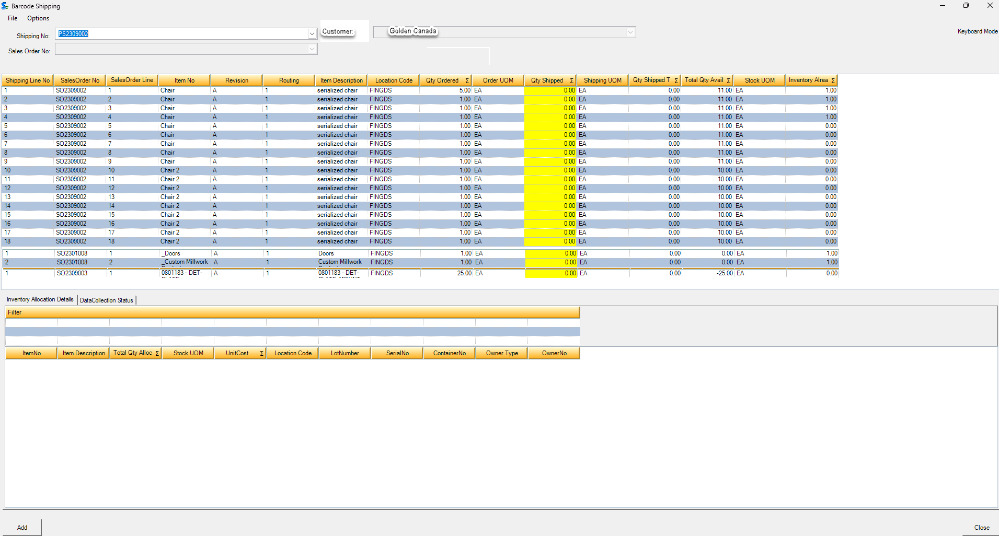 Barcode Shipping
File Options
Shipping No: PS2309002 Customer: Golden Canada Keyboard Mode
Sales Order No:
Shipping Line No SalesOrder No SalesOrder Line Item No Revision Routing Item Description Location Code Qty Ordered Σ Order UOM Qty Shipped Σ Shipping UOM Qty Shipped T Σ Total Qty Avail Σ Stock UOM Inventory Alrea Σ
1 SO2309002 1 Chair A 1 serialized chair FINGDS 5.00 EA 0.00 EA 0.00 11.00 EA 1.00
2 SO2309002 2 Chair A 1 serialized chair FINGDS 1.00 EA 0.00 EA 0.00 11.00 EA 1.00
3 SO2309002 3 Chair A 1 serialized chair FINGDS 1.00 EA 0.00 EA 0.00 11.00 EA 1.00
4 SO2309002 4 Chair A 1 serialized chair FINGDS 1.00 EA 0.00 EA 0.00 11.00 EA 1.00
5 SO2309002 5 Chair A 1 serialized chair FINGDS 1.00 EA 0.00 EA 0.00 11.00 EA 0.00
6 SO2309002 6 Chair A 1 serialized chair FINGDS 1.00 EA 0.00 EA 0.00 11.00 EA 0.00
7 SO2309002 7 Chair A 1 serialized chair FINGDS 1.00 EA 0.00 EA 0.00 11.00 EA 0.00
8 SO2309002 8 Chair A 1 serialized chair FINGDS 1.00 EA 0.00 EA 0.00 11.00 EA 0.00
9 SO2309002 9 Chair A 1 serialized chair FINGDS 1.00 EA 0.00 EA 0.00 11.00 EA 0.00
10 SO2309002 10 Chair 2 A 1 serialized chair FINGDS 1.00 EA 0.00 EA 0.00 10.00 EA 0.00
11 SO2309002 11 Chair 2 A 1 serialized chair FINGDS 1.00 EA 0.00 EA 0.00 10.00 EA 0.00
12 SO2309002 12 Chair 2 A 1 serialized chair FINGDS 1.00 EA 0.00 EA 0.00 10.00 EA 0.00
13 SO2309002 13 Chair 2 A 1 serialized chair FINGDS 1.00 EA 0.00 EA 0.00 10.00 EA 0.00
14 SO2309002 14 Chair 2 A 1 serialized chair FINGDS 1.00 EA 0.00 EA 0.00 10.00 EA 0.00
15 SO2309002 15 Chair 2 A 1 serialized chair FINGDS 1.00 EA 0.00 EA 0.00 10.00 EA 0.00
16 SO2309002 16 Chair 2 A 1 serialized chair FINGDS 1.00 EA 0.00 EA 0.00 10.00 EA 0.00
17 SO2309002 17 Chair 2 A 1 serialized chair FINGDS 1.00 EA 0.00 EA 0.00 10.00 EA 0.00
18 SO2309002 18 Chair 2 A 1 serialized chair FINGDS 1.00 EA 0.00 EA 0.00 10.00 EA 0.00
1 SO2301008 1 _Doors A 1 Doors FINGDS 1.00 EA 0.00 EA 0.00 0.00 EA 1.00
2 SO2301008 2 _Custom Millwork A 1 Custom Millwork FINGDS 1.00 EA 0.00 EA 0.00 0.00 EA 1.00
1 SO2309003 1 0801183 - DET- A 1 0801183 - DET- FINGDS 25.00 EA 0.00 EA 0.00 -25.00 EA 0.00
Inventory Allocation Details DataCollection Status
Filter
ItemNo Item Description Total Qty Alloc Σ Stock UOM UnitCost Σ Location Code LotNumber SerialNo ContainerNo Owner Type OwnerNo
Add Close